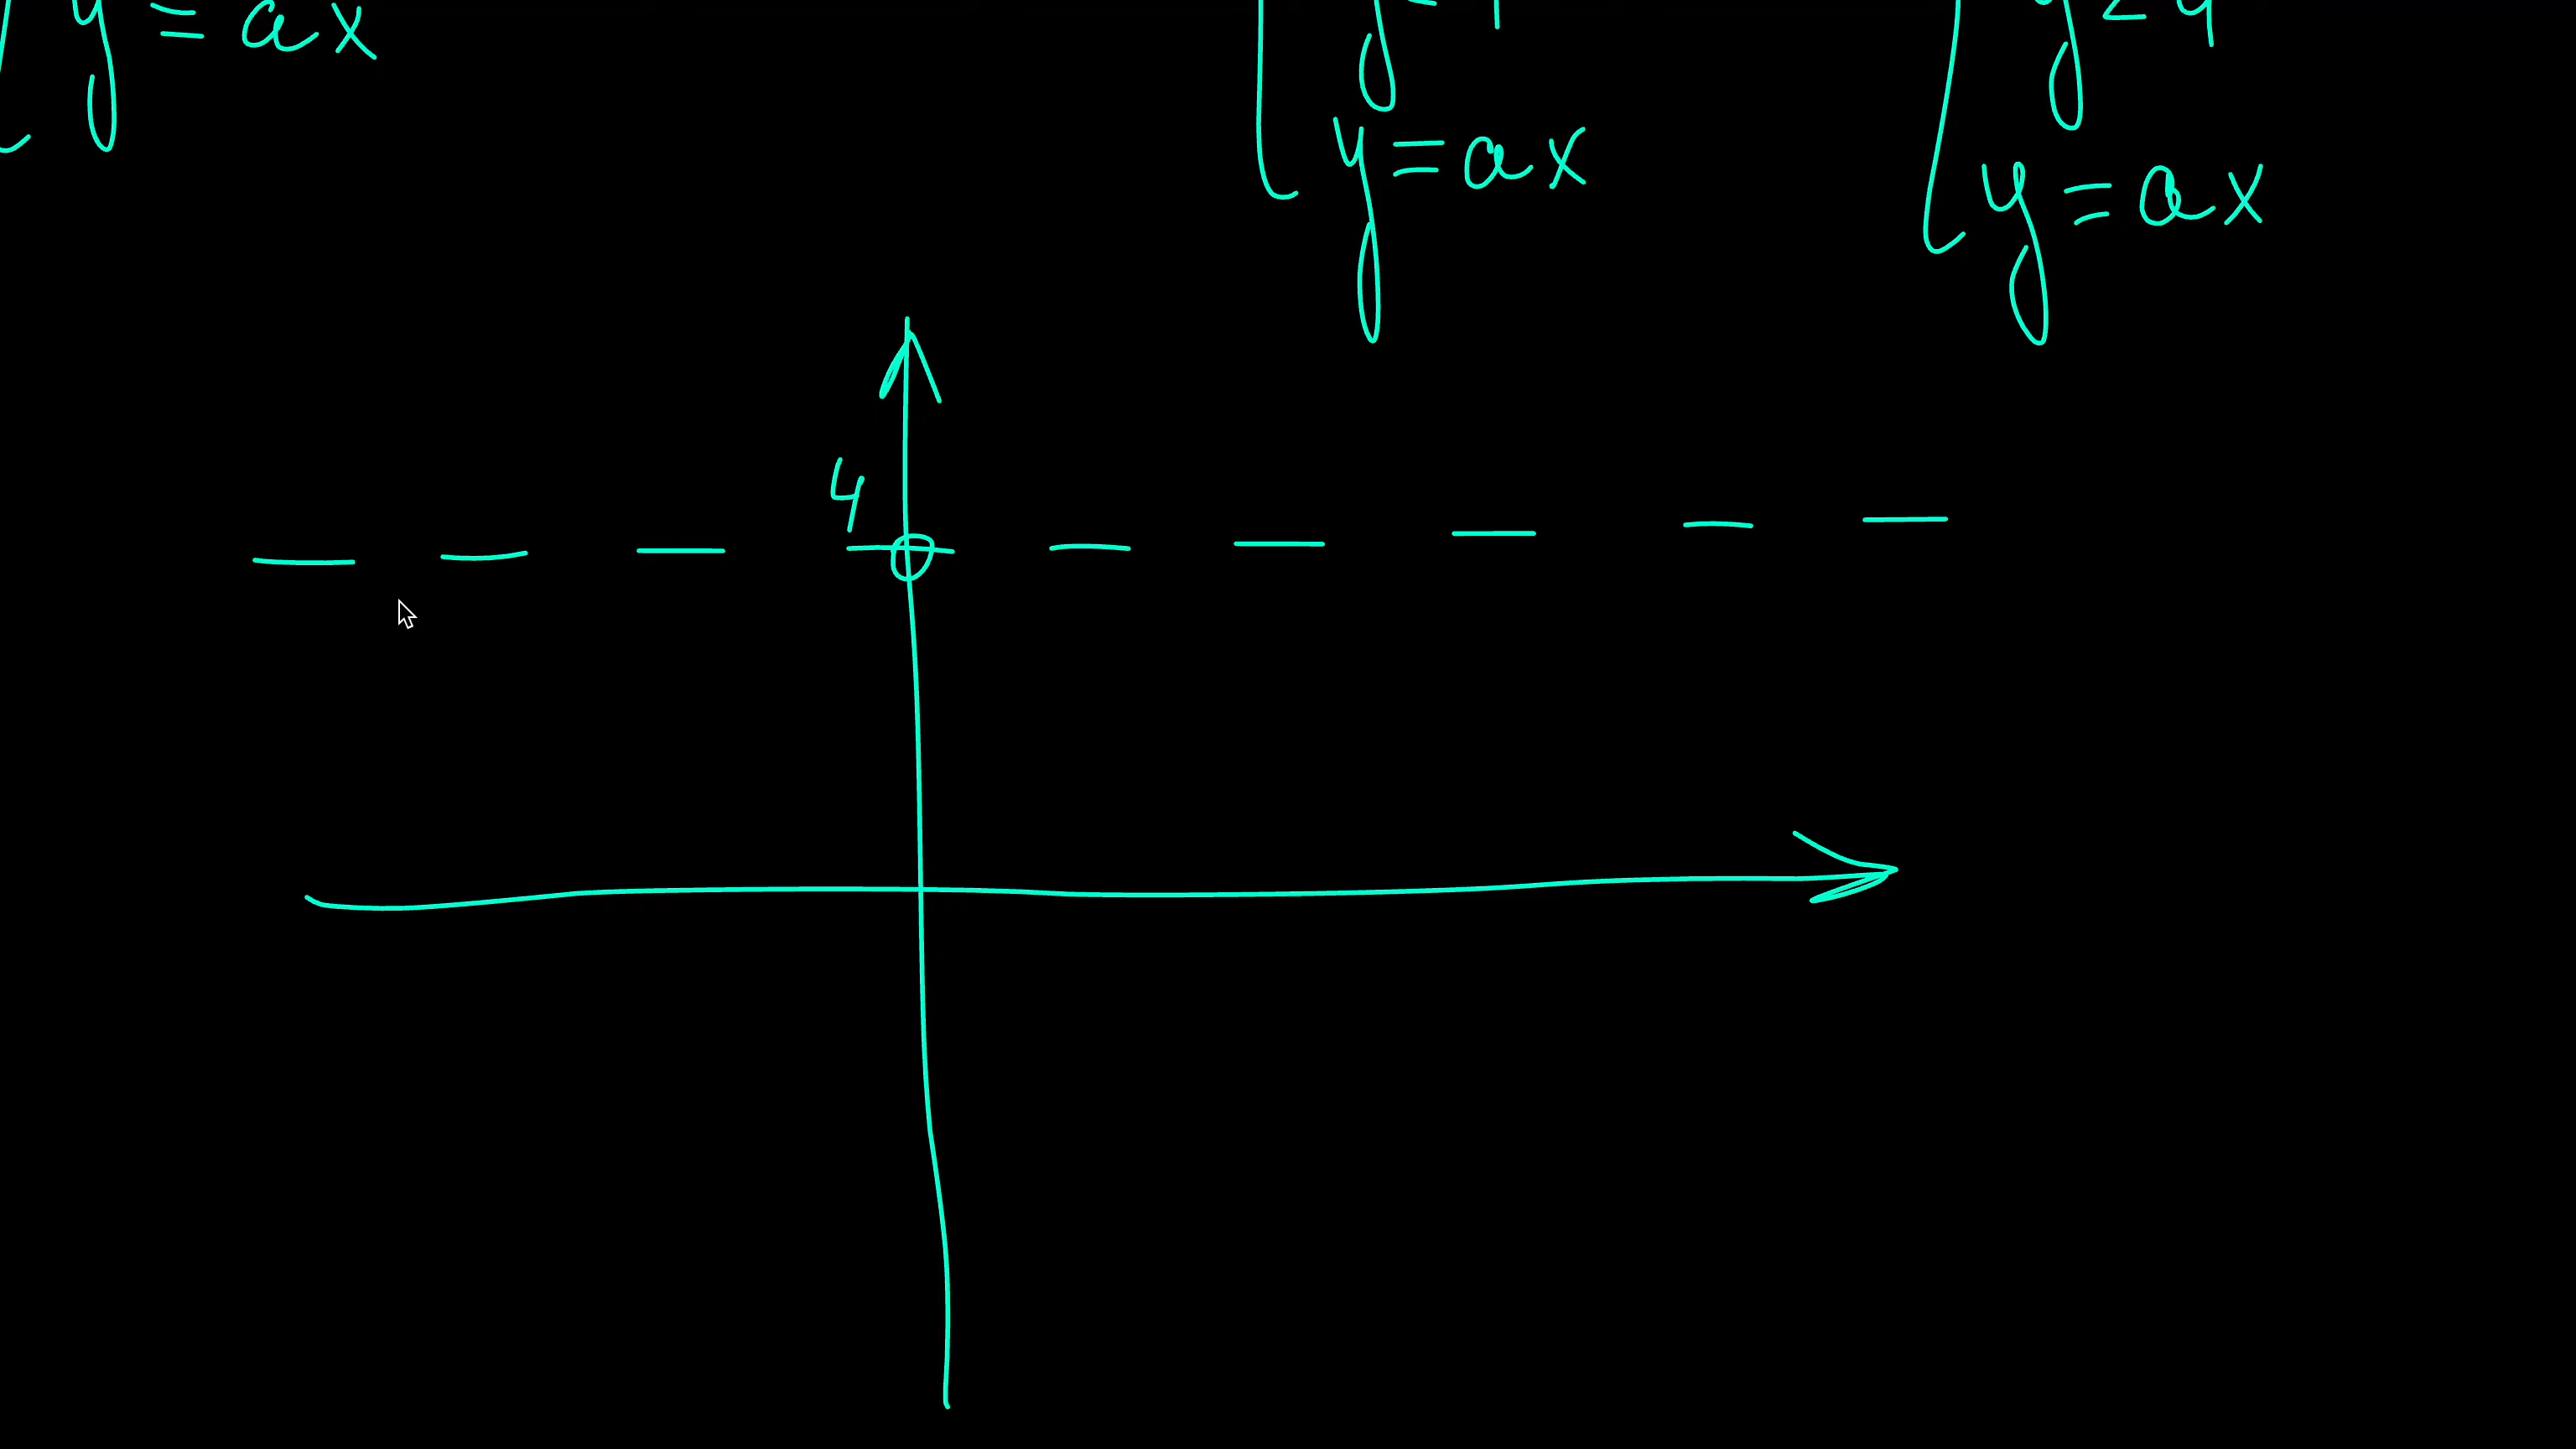 y = ax
y = ax
y = ax
4